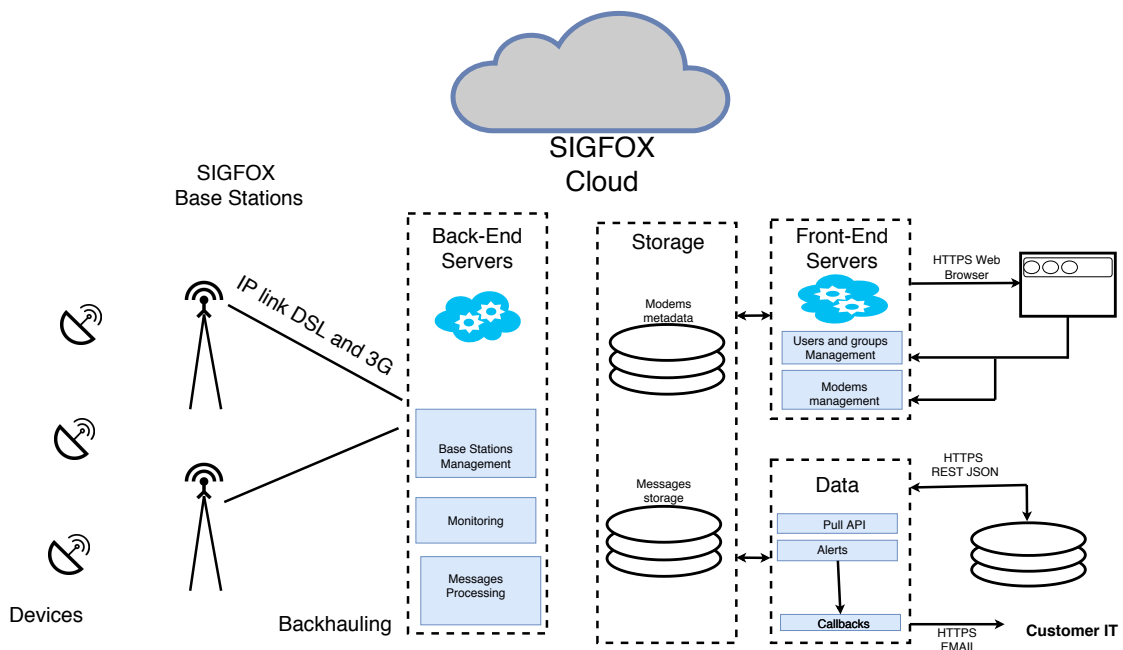 SIGFOX
Cloud
SIGFOX
Base Stations
IP link DSL and 3G
Devices
Backhauling
Back-End
Servers
Base Stations
Management
Monitoring
Messages
Processing
Storage
Modems
metadata
Messages
storage
Front-End
Servers
Users and groups
Management
Modems
management
HTTPS Web
Browser
Data
Pull API
Alerts
Callbacks
HTTPS
REST JSON
HTTPS
EMAIL
Customer IT